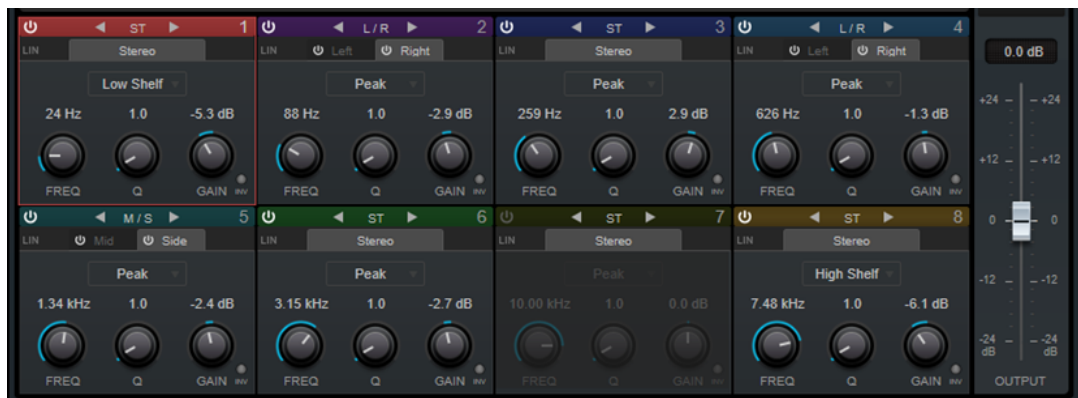 ST 1 L/R 2 ST 3 L/R 4
LIN Stereo LIN Left Right LIN Stereo LIN Left Right 0.0 dB
Low Shelf Peak Peak Peak
24 Hz 1.0 -5.3 dB 88 Hz 1.0 -2.9 dB 259 Hz 1.0 2.9 dB 626 Hz 1.0 -1.3 dB +24 +24
+12 +12
FREQ Q GAIN INV FREQ Q GAIN INV FREQ Q GAIN INV FREQ Q GAIN INV
M/S 5 ST 6 ST 7 ST 8 0 0
LIN Mid Side LIN Stereo LIN Stereo LIN Stereo
Peak Peak Peak High Shelf -12 -12
1.34 kHz 1.0 -2.4 dB 3.15 kHz 1.0 -2.7 dB 10.00 kHz 1.0 0.0 dB 7.48 kHz 1.0 -6.1 dB
-24 -24
dB dB
FREQ Q GAIN INV FREQ Q GAIN INV FREQ Q GAIN INV FREQ Q GAIN INV OUTPUT